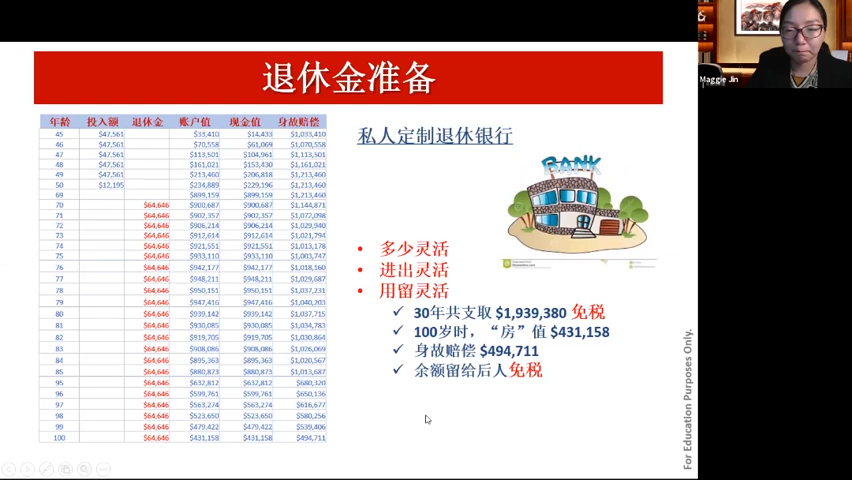 Maggie Jin
退休金准备
年龄 投入额 退休金 账户值 现金值 身故赔偿
45 $47,561 $33,410 $14,433 $1,033,410
46 $47,561 $70,558 $61,069 $1,070,558
47 $47,561 $113,501 $104,961 $1,113,501
48 $47,561 $161,021 $153,430 $1,161,021
49 $47,561 $213,460 $206,818 $1,213,460
50 $12,195 $234,889 $229,196 $1,213,460
69 $899,159 $899,159 $1,213,460
70 $64,646 $900,687 $900,687 $1,144,871
71 $64,646 $902,357 $902,357 $1,072,098
72 $64,646 $906,214 $906,214 $1,029,940
73 $64,646 $912,614 $912,614 $1,021,794
74 $64,646 $921,551 $921,551 $1,013,178
75 $64,646 $933,110 $933,110 $1,003,747
76 $64,646 $942,177 $942,177 $1,018,160
77 $64,646 $948,211 $948,211 $1,029,687
78 $64,646 $950,151 $950,151 $1,037,231
79 $64,646 $947,416 $947,416 $1,040,203
80 $64,646 $939,142 $939,142 $1,037,715
81 $64,646 $930,085 $930,085 $1,034,783
82 $64,646 $919,705 $919,705 $1,030,864
83 $64,646 $908,086 $908,086 $1,026,069
84 $64,646 $895,363 $895,363 $1,020,567
85 $64,646 $880,873 $880,873 $1,013,687
95 $64,646 $632,812 $632,812 $680,320
96 $64,646 $599,761 $599,761 $650,136
97 $64,646 $563,274 $563,274 $616,677
98 $64,646 $523,650 $523,650 $580,256
99 $64,646 $479,422 $479,422 $539,406
100 $64,646 $431,158 $431,158 $494,711
私人定制退休银行
BANK
• 多少灵活
• 进出灵活
• 用留灵活
✓ 30年共支取 $1,939,380 免税
✓ 100岁时，“房”值 $431,158
✓ 身故赔偿 $494,711
✓ 余额留给后人免税
For Education Purposes Only.